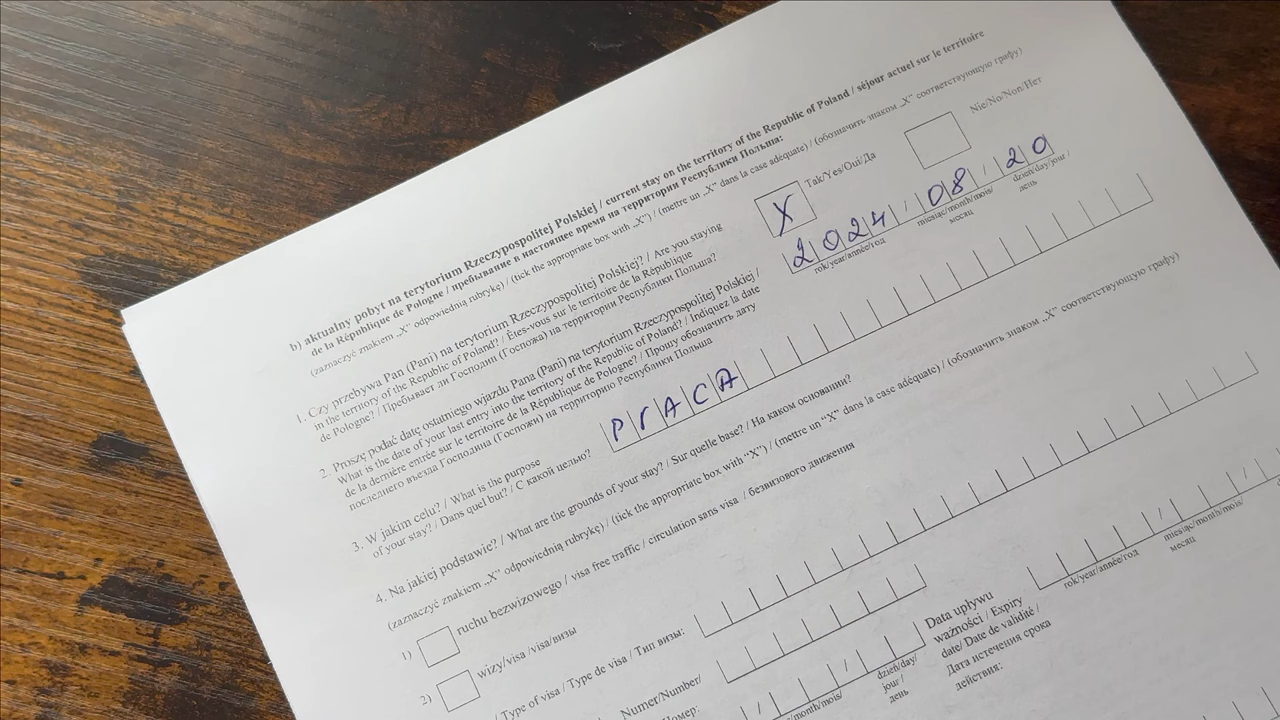 b) aktualny pobyt na terytorium Rzeczypospolitej Polskiej / current stay on the territory of the Republic of Poland / séjour actuel sur le territoire
de la République de Pologne / пребывание в настоящее время на территории Республики Польша:
(zaznaczyć znakiem „X” odpowiednią rubrykę) / (tick the appropriate box with „X”) / (mettre un „X” dans la case adéquate) / (обозначить знаком „X” соответствующую графу)
1. Czy przebywa Pan (Pani) na terytorium Rzeczypospolitej Polskiej? / Are you staying
in the territory of the Republic of Poland? / Êtes-vous sur le territoire de la République
de Pologne? / Пребывает ли Господин (Госпожа) на территории Республики Польша?
X Tak/Yes/Oui/Да
Nie/No/Non/Нет
2. Proszę podać datę ostatniego wjazdu Pana (Pani) na terytorium Rzeczypospolitej Polskiej /
What is the date of your last entry into the territory of the Republic of Poland? / Indiquez la date
de la dernière entrée sur le territoire de la République de Pologne? / Прошу обозначить дату
последнего въезда Господина (Госпожи) на территорию Республики Польша
2024 / 08 / 20
rok/year/année/год
miesiąc/month/mois/
месяц
dzień/day/jour/
день
3. W jakim celu? / What is the purpose
of your stay? / Dans quel but? / С какой целью?
PrACA
4. Na jakiej podstawie? / What are the grounds of your stay? / Sur quelle base? / На каком основании?
(zaznaczyć znakiem „X” odpowiednią rubrykę) / (tick the appropriate box with “X”) / (mettre un “X” dans la case adéquate) / (обозначить знаком „X” соответствующую графу)
1) ruchu bezwizowego / visa free traffic / circulation sans visa / безвизового движения
2) wizy/visa /visa/визы
Type of visa / Type de visa / Тип визы:
Numer/Number/
Номер:
/month/mois/
dzień/day/
jour /
день
Data upływu
ważności / Expiry
date/ Date de validité /
Дата истечения срока
действия:
rok/year/année/год
miesiąc/month/mois/
месяц